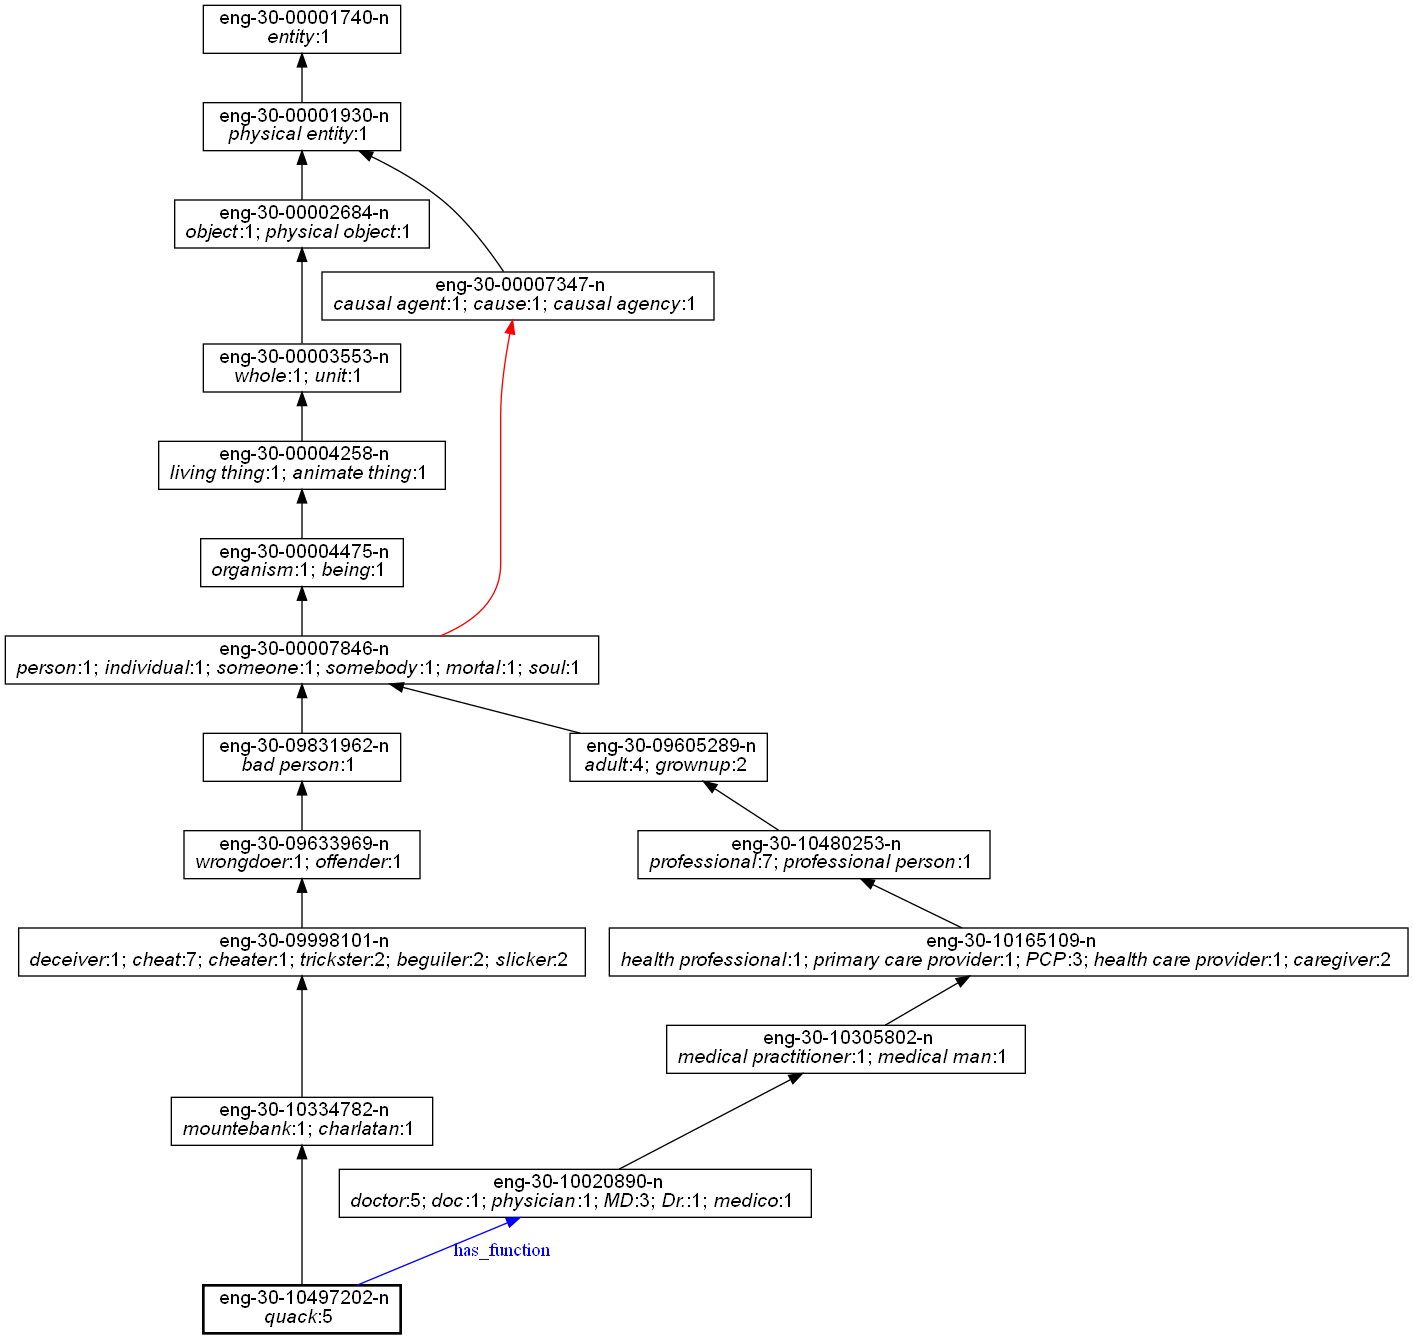 eng-30-00001740-n
entity:1
eng-30-00001930-n
physical entity:1
eng-30-00002684-n
object:1; physical object:1
eng-30-00007347-n
causal agent:1; cause:1; causal agency:1
eng-30-00003553-n
whole:1; unit:1
eng-30-00004258-n
living thing:1; animate thing:1
eng-30-00004475-n
organism:1; being:1
eng-30-00007846-n
person:1; individual:1; someone:1; somebody:1; mortal:1; soul:1
eng-30-09831962-n
bad person:1
eng-30-09605289-n
adult:4; grownup:2
eng-30-09633969-n
wrongdoer:1; offender:1
eng-30-10480253-n
professional:7; professional person:1
eng-30-09998101-n
deceiver:1; cheat:7; cheater:1; trickster:2; beguiler:2; slicker:2
eng-30-10165109-n
health professional:1; primary care provider:1; PCP:3; health care provider:1; caregiver:2
eng-30-10305802-n
medical practitioner:1; medical man:1
eng-30-10334782-n
mountebank:1; charlatan:1
eng-30-10020890-n
doctor:5; doc:1; physician:1; MD:3; Dr.:1; medico:1
has_function
eng-30-10497202-n
quack:5